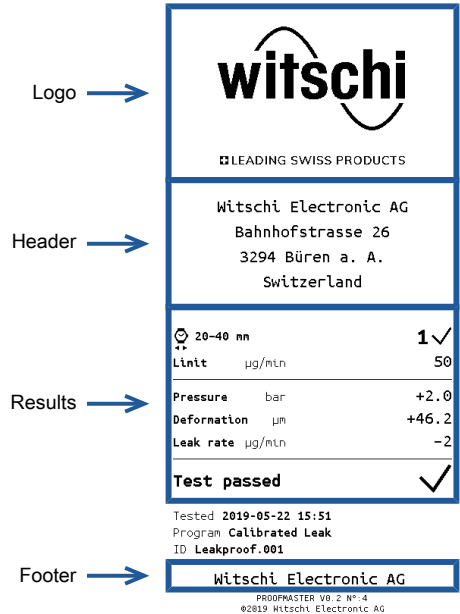 Logo
witschi
LEADING SWISS PRODUCTS
Header
Witschi Electronic AG
Bahnhofstrasse 26
3294 Büren a. A.
Switzerland
Results
20-40 mm 1✓
Limit µg/min 50
Pressure bar +2.0
Deformation µm +46.2
Leak rate µg/min -2
Test passed ✓
Tested 2019-05-22 15:51
Program Calibrated Leak
ID Leakproof.001
Footer
Witschi Electronic AG
PROOFMASTER V0.2 N°:4
©2019 Witschi Electronic AG